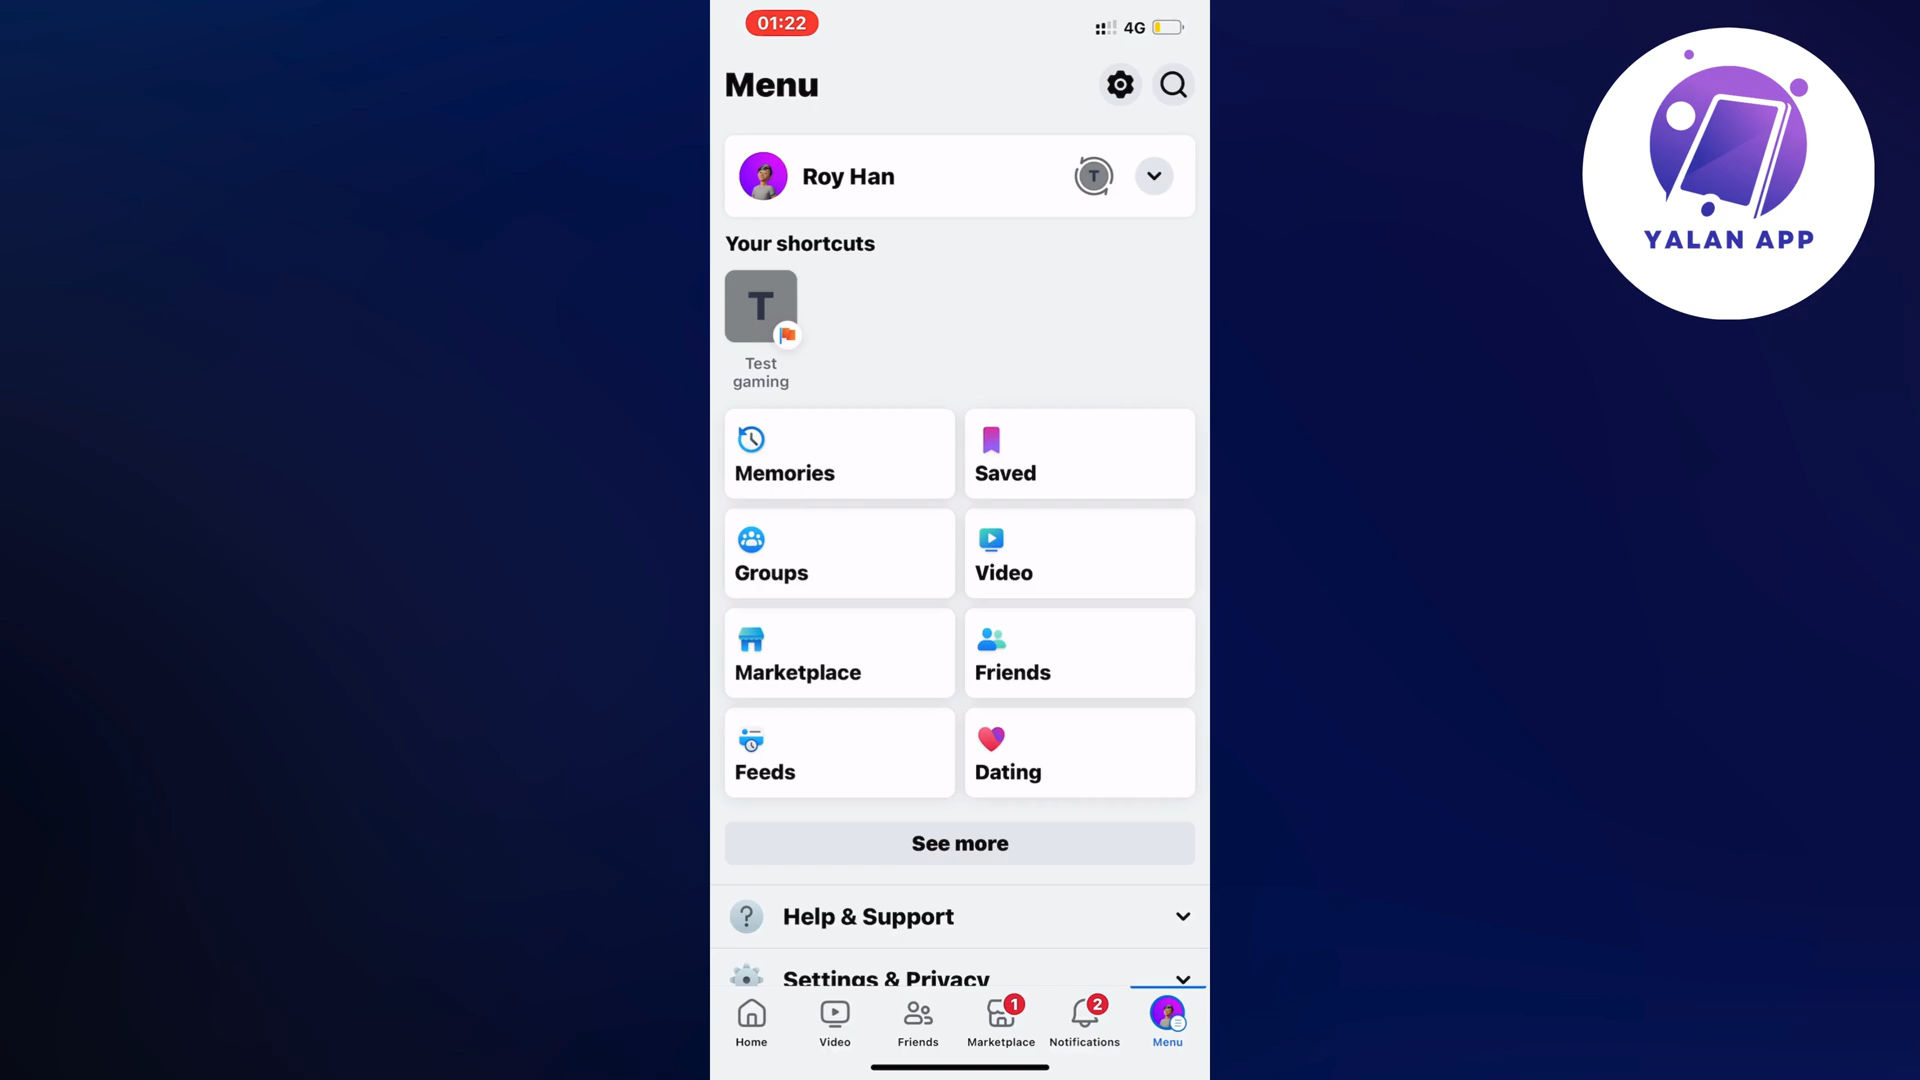 01:22
4G
Menu
YALAN APP
Roy Han
T
Your shortcuts
T
Test
gaming
Memories
Saved
Groups
Video
Marketplace
Friends
Feeds
Dating
See more
?
Help & Support
Settings & Privacy
1
2
Home
Video
Friends
Marketplace
Notifications
Menu